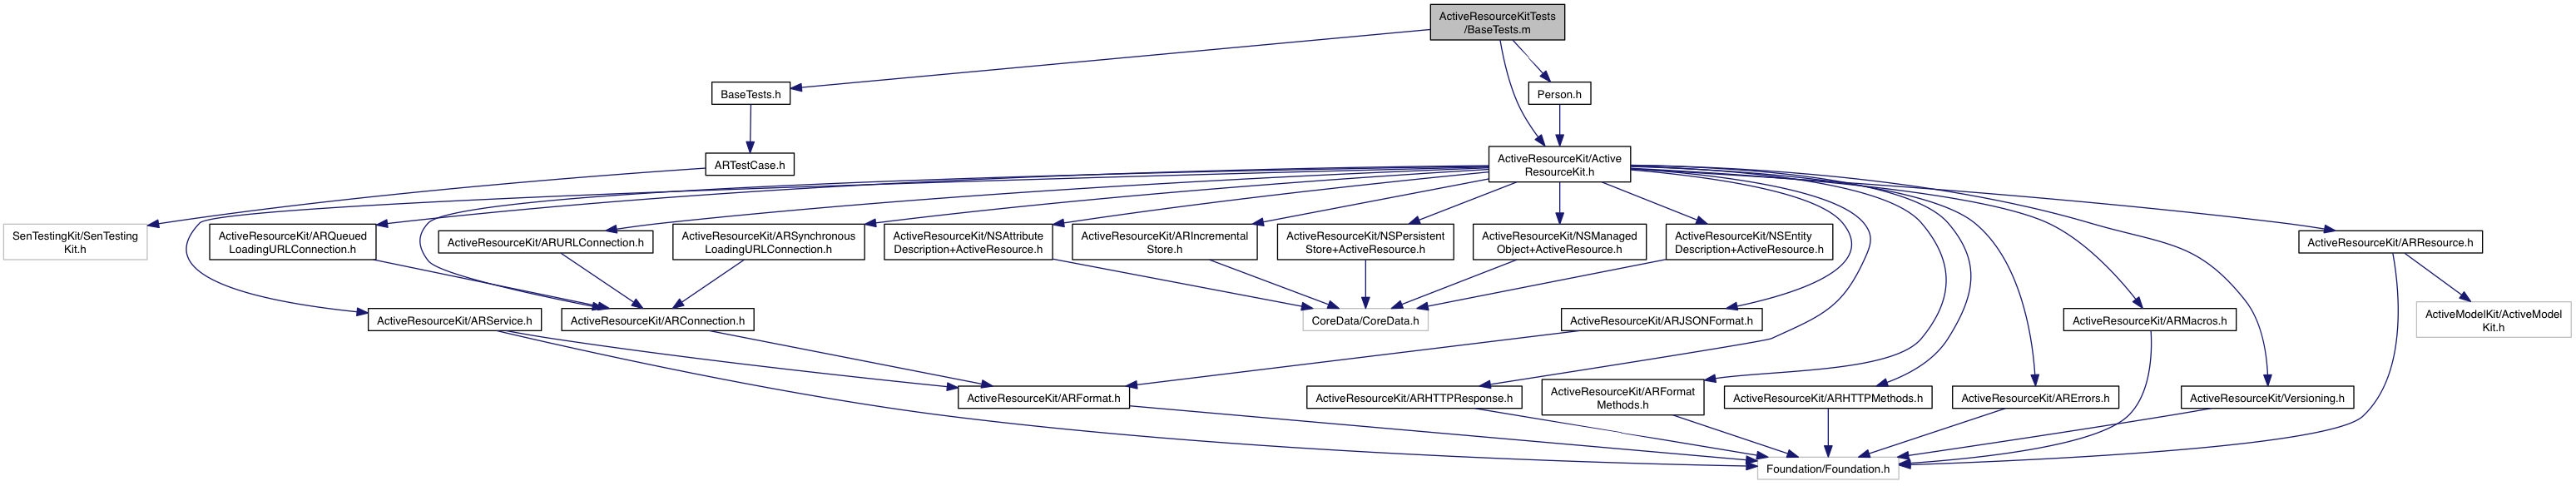 ActiveResourceKitTests
/BaseTests.m
BaseTests.h
Person.h
ARTestCase.h
ActiveResourceKit/Active
ResourceKit.h
SenTestingKit/SenTesting
Kit.h
ActiveResourceKit/ARQueued
LoadingURLConnection.h
ActiveResourceKit/ARURLConnection.h
ActiveResourceKit/ARSynchronous
LoadingURLConnection.h
ActiveResourceKit/NSAttribute
Description+ActiveResource.h
ActiveResourceKit/ARIncremental
Store.h
ActiveResourceKit/NSPersistent
Store+ActiveResource.h
ActiveResourceKit/NSManaged
Object+ActiveResource.h
ActiveResourceKit/NSEntity
Description+ActiveResource.h
ActiveResourceKit/ARResource.h
ActiveResourceKit/ARService.h
ActiveResourceKit/ARConnection.h
CoreData/CoreData.h
ActiveResourceKit/ARJSONFormat.h
ActiveResourceKit/ARMacros.h
ActiveModelKit/ActiveModel
Kit.h
ActiveResourceKit/ARFormat.h
ActiveResourceKit/ARHTTPResponse.h
ActiveResourceKit/ARFormat
Methods.h
ActiveResourceKit/ARHTTPMethods.h
ActiveResourceKit/ARErrors.h
ActiveResourceKit/Versioning.h
Foundation/Foundation.h